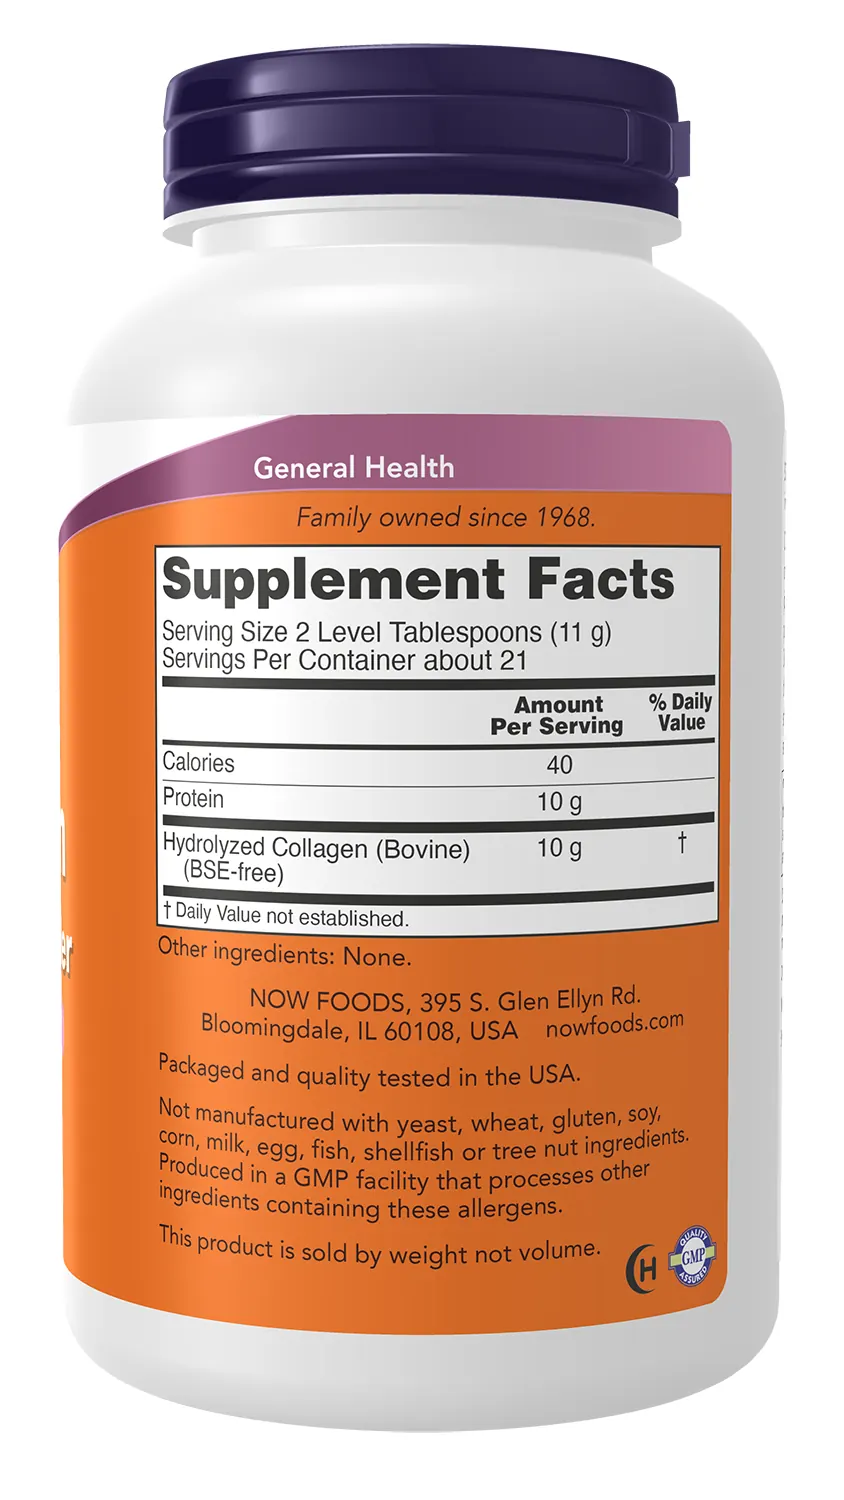 General Health
Family owned since 1968.
Supplement Facts
Serving Size 2 Level Tablespoons (11 g)
Servings Per Container about 21
Amount Per Serving
% Daily Value
Calories 40
Protein 10 g
Hydrolyzed Collagen (Bovine) 10 g †
(BSE-free)
† Daily Value not established.
Other ingredients: None.
NOW FOODS, 395 S. Glen Ellyn Rd.
Bloomingdale, IL 60108, USA nowfoods.com
Packaged and quality tested in the USA.
Not manufactured with yeast, wheat, gluten, soy,
corn, milk, egg, fish, shellfish or tree nut ingredients.
Produced in a GMP facility that processes other
ingredients containing these allergens.
This product is sold by weight not volume.
H
QUALITY
GMP
ASSURED